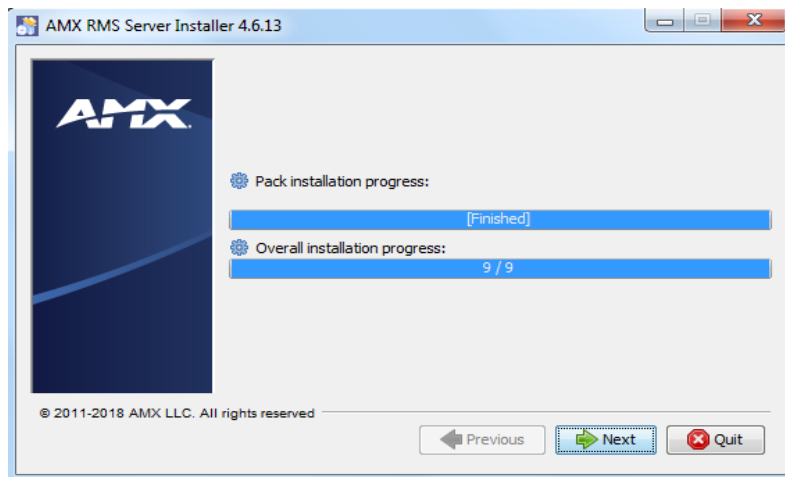 AMX RMS Server Installer 4.6.13
AMX
Pack installation progress:
[Finished]
Overall installation progress:
9 / 9
© 2011-2018 AMX LLC. All rights reserved
Previous Next Quit